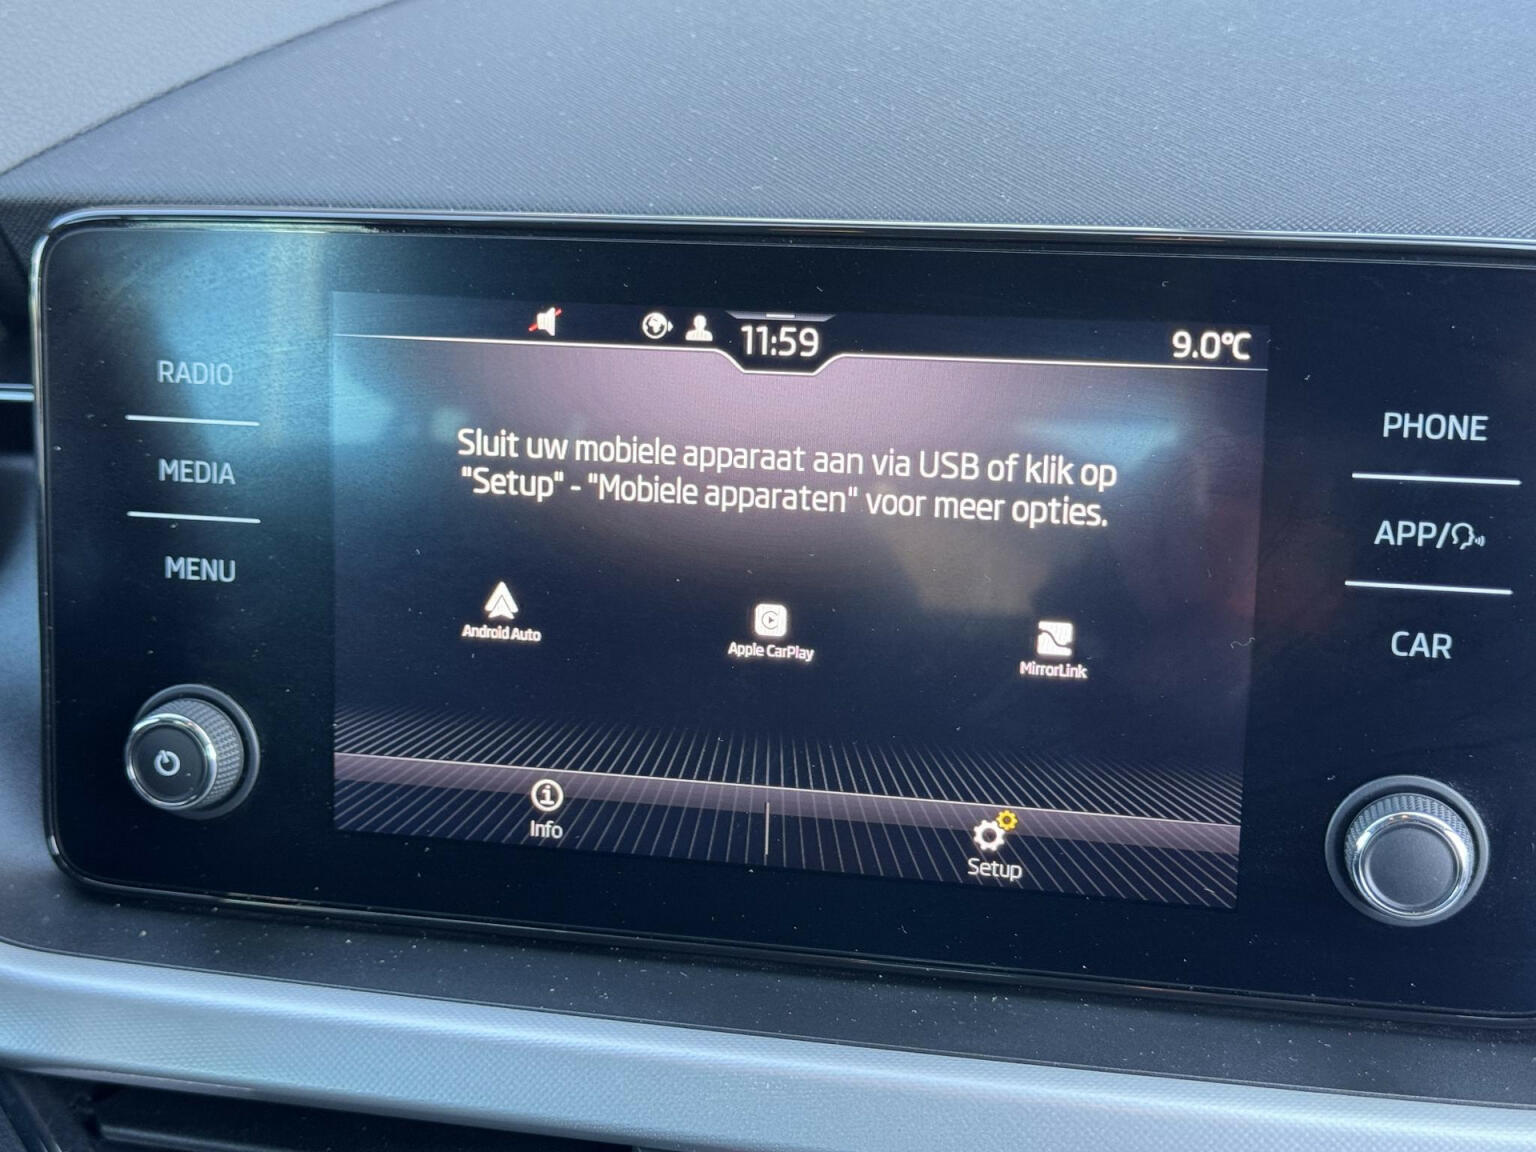 11:59
9.0°C
RADIO
MEDIA
MENU
Sluit uw mobiele apparaat aan via USB of klik op
"Setup" - "Mobiele apparaten" voor meer opties.
Android Auto
Apple CarPlay
MirrorLink
Info
Setup
PHONE
APP/
CAR